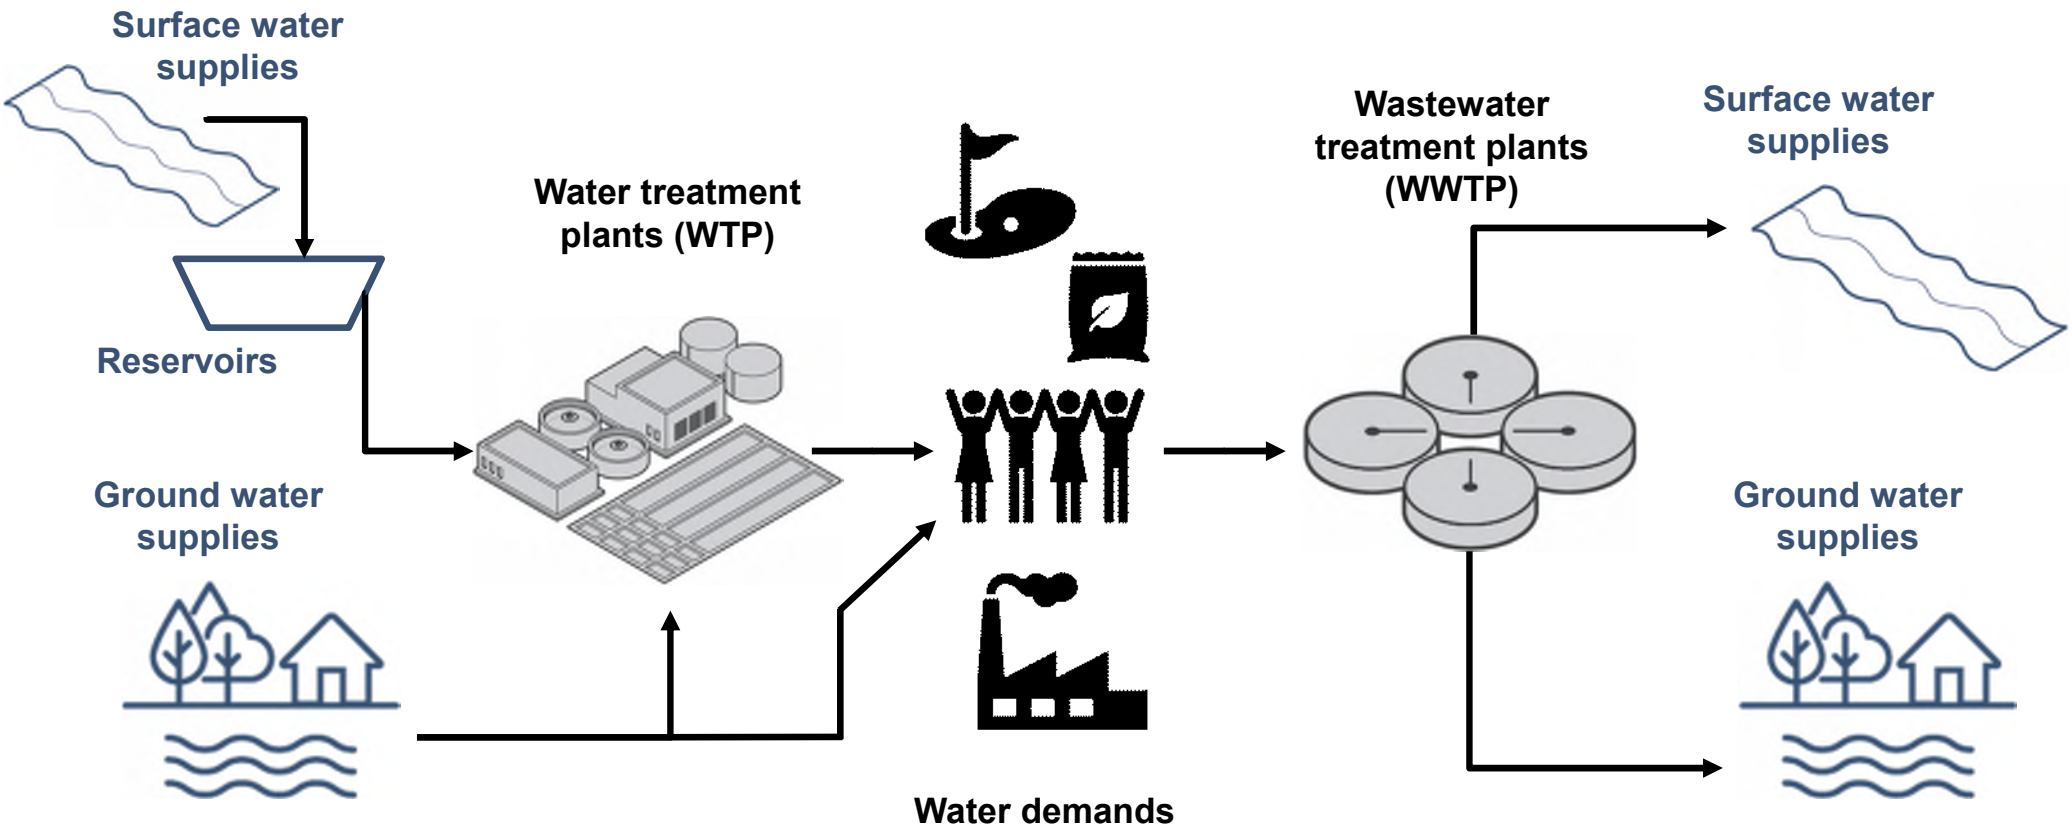 Surface water
supplies
Reservoirs
Ground water
supplies
Water treatment
plants (WTP)
Water demands
Wastewater
treatment plants
(WWTP)
Surface water
supplies
Ground water
supplies